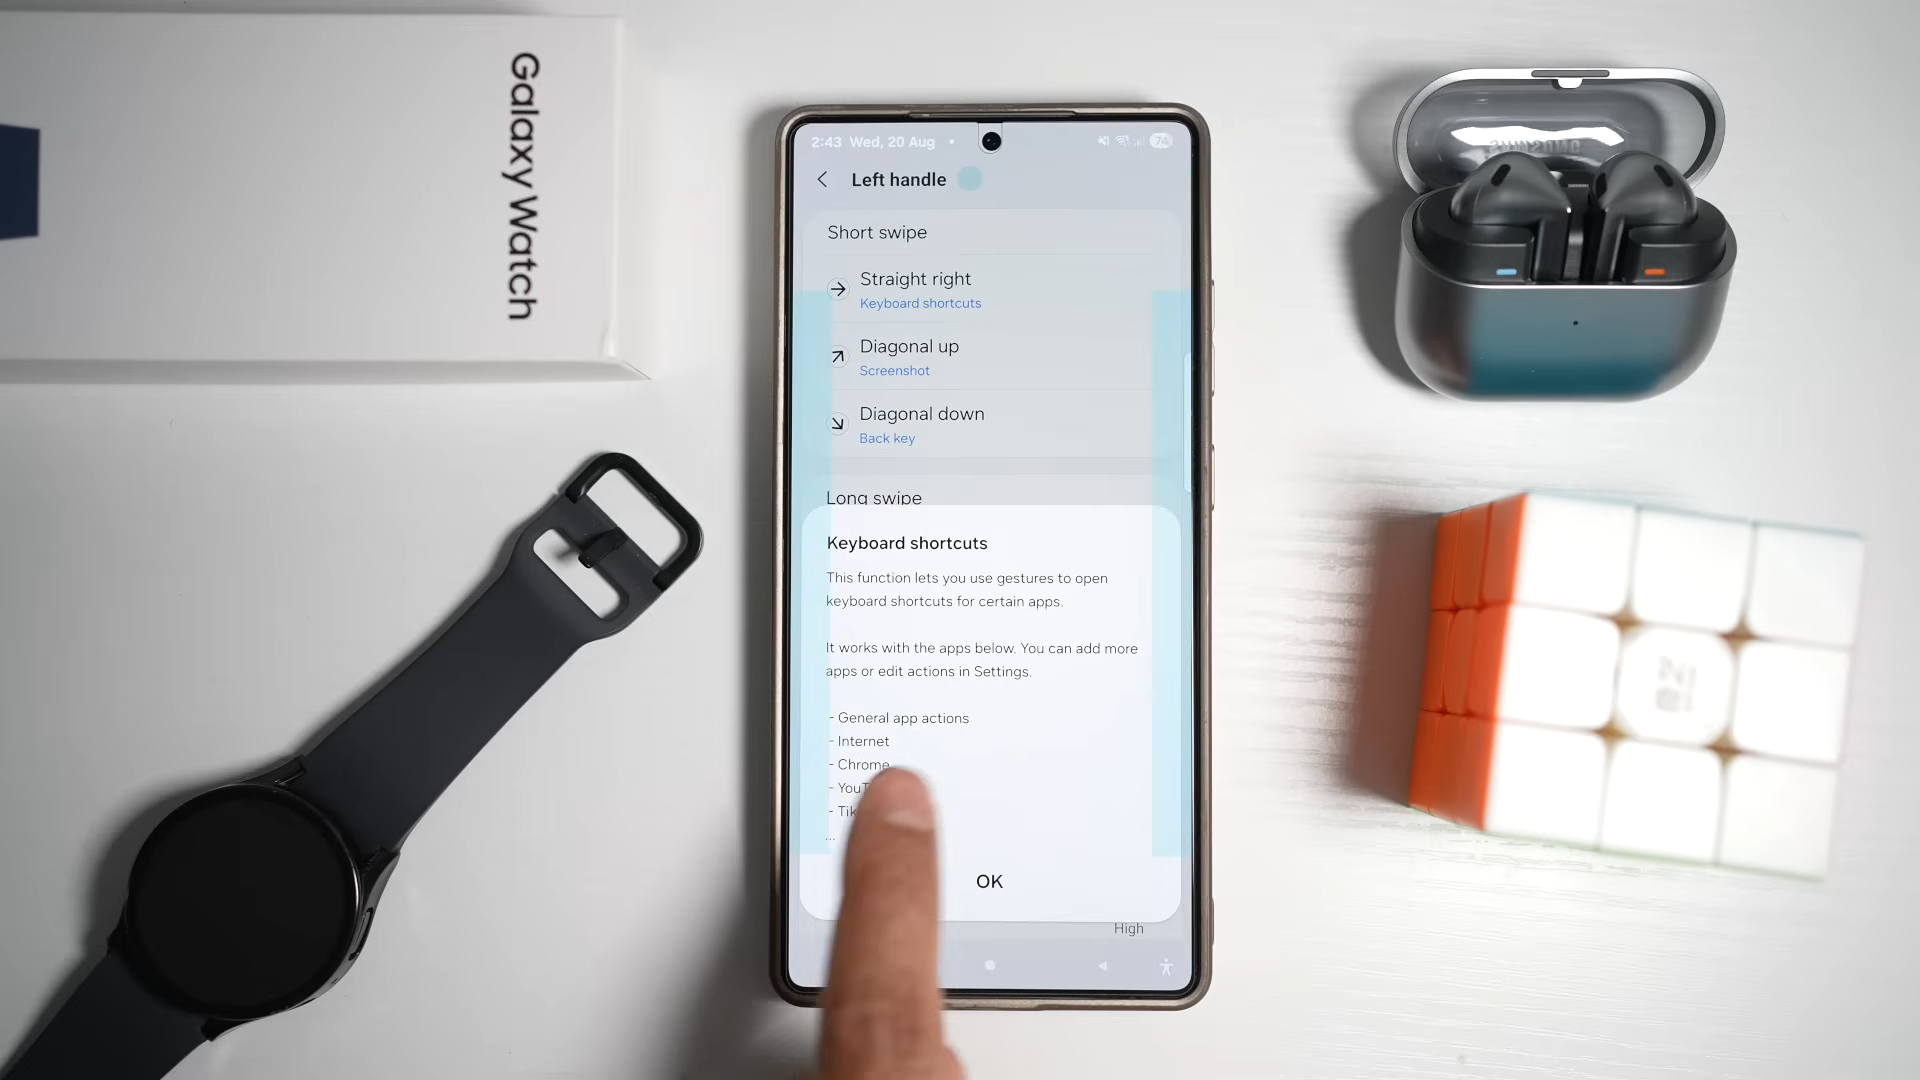 Galaxy Watch
2:43 Wed, 20 Aug
74
Left handle
Short swipe
Straight right
Keyboard shortcuts
Diagonal up
Screenshot
Diagonal down
Back key
Long swipe
Keyboard shortcuts
This function lets you use gestures to open
keyboard shortcuts for certain apps.
It works with the apps below. You can add more
apps or edit actions in Settings.
- General app actions
- Internet
- Chrome
...
OK
High
SAMSUNG